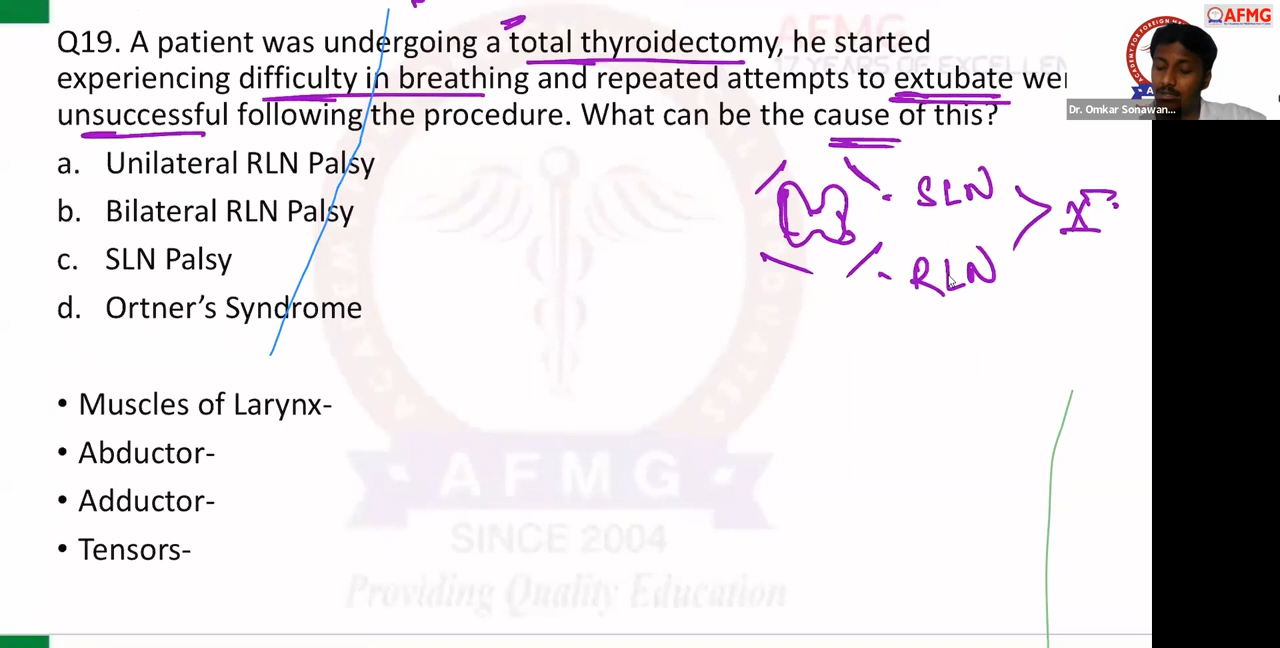 Q19. A patient was undergoing a total thyroidectomy, he started
experiencing difficulty in breathing and repeated attempts to extubate wer
unsuccessful following the procedure. What can be the cause of this?
a. Unilateral RLN Palsy
b. Bilateral RLN Palsy
c. SLN Palsy
d. Ortner's Syndrome
SLN
RLN
• Muscles of Larynx-
• Abductor-
• Adductor-
• Tensors-
AFMG
SINCE 2004
Providing Quality Education
AFMG
Dr. Omkar Sonawan...